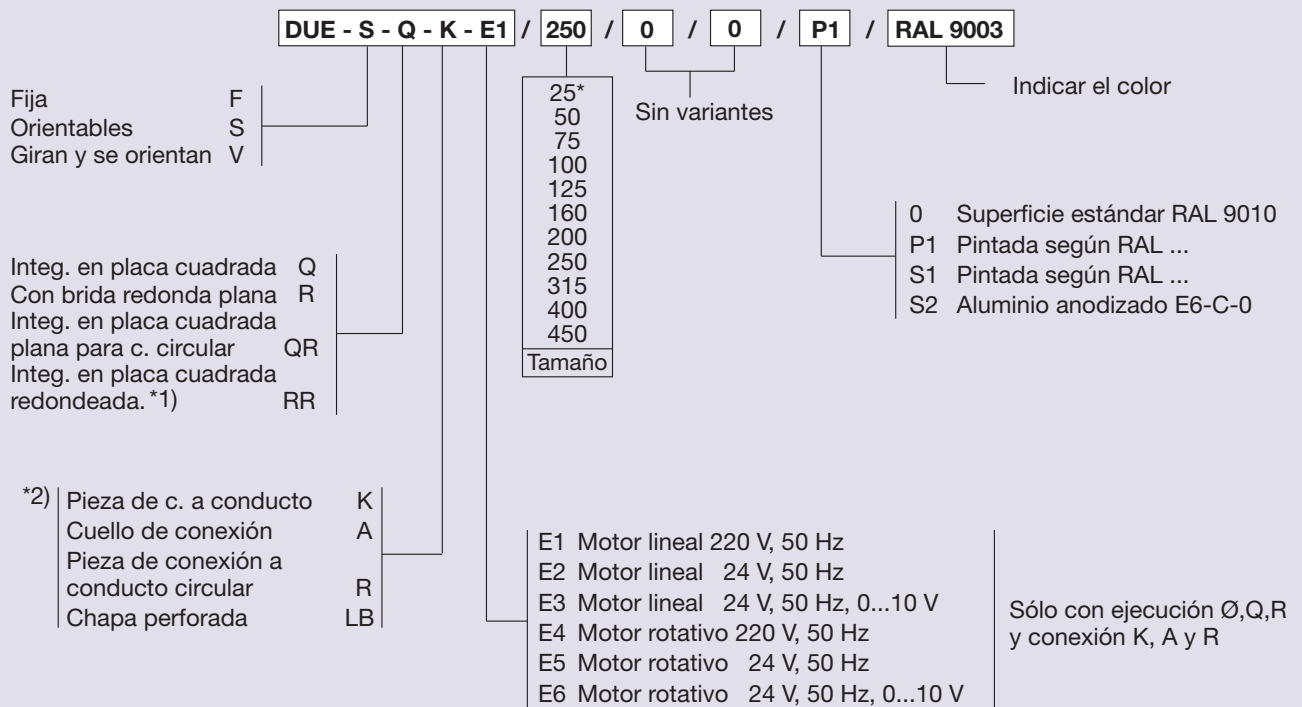 DUE - S - Q - K - E1 / 250 / 0 / 0 / P1 / RAL 9003
Fija F
Orientables S
Giran y se orientan V
25*
50
75
100
125
160
200
250
315
400
450
Tamaño
Sin variantes
Indicar el color
0 Superficie estándar RAL 9010
P1 Pintada según RAL ...
S1 Pintada según RAL ...
S2 Aluminio anodizado E6-C-0
Integ. en placa cuadrada Q
Con brida redonda plana R
Integ. en placa cuadrada
plana para c. circular QR
Integ. en placa cuadrada
redondeada. *1) RR
*2) Pieza de c. a conducto K
Cuello de conexión A
Pieza de conexión a
conducto circular R
Chapa perforada LB
E1 Motor lineal 220 V, 50 Hz
E2 Motor lineal 24 V, 50 Hz
E3 Motor lineal 24 V, 50 Hz, 0...10 V
E4 Motor rotativo 220 V, 50 Hz
E5 Motor rotativo 24 V, 50 Hz
E6 Motor rotativo 24 V, 50 Hz, 0...10 V
Sólo con ejecución Ø,Q,R
y conexión K, A y R